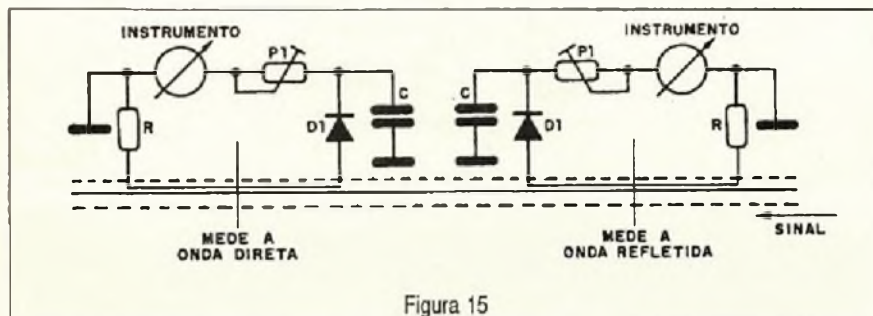 INSTRUMENTO
P1
C
D1
R
INSTRUMENTO
P1
C
D1
R
MEDE A
ONDA DIRETA
MEDE A
ONDA REFLETIDA
SINAL
Figura 15